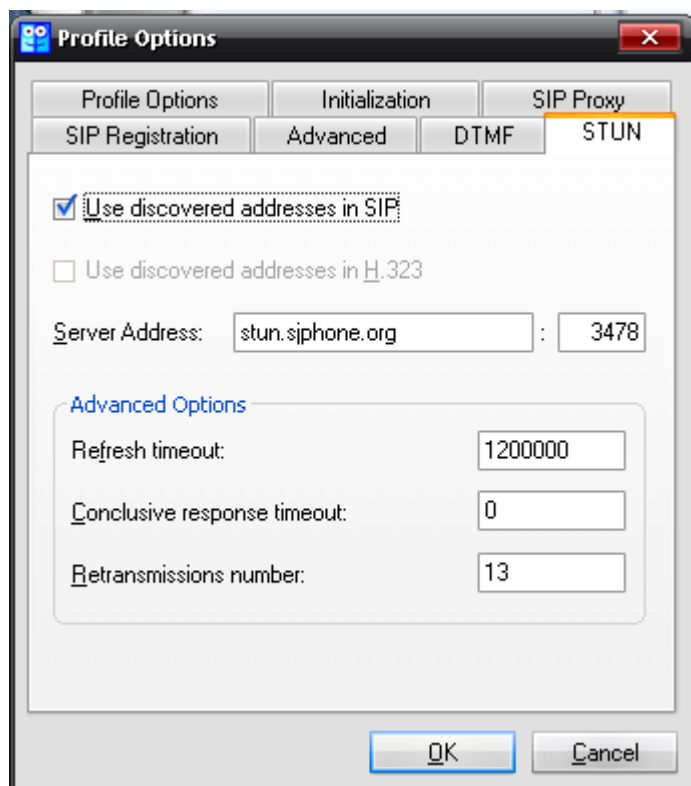 Profile Options
Profile Options Initialization SIP Proxy
SIP Registration Advanced DTMF STUN
Use discovered addresses in SIP
Use discovered addresses in H.323
Server Address: stun.sjphone.org : 3478
Advanced Options
Refresh timeout: 1200000
Conclusive response timeout: 0
Retransmissions number: 13
OK Cancel